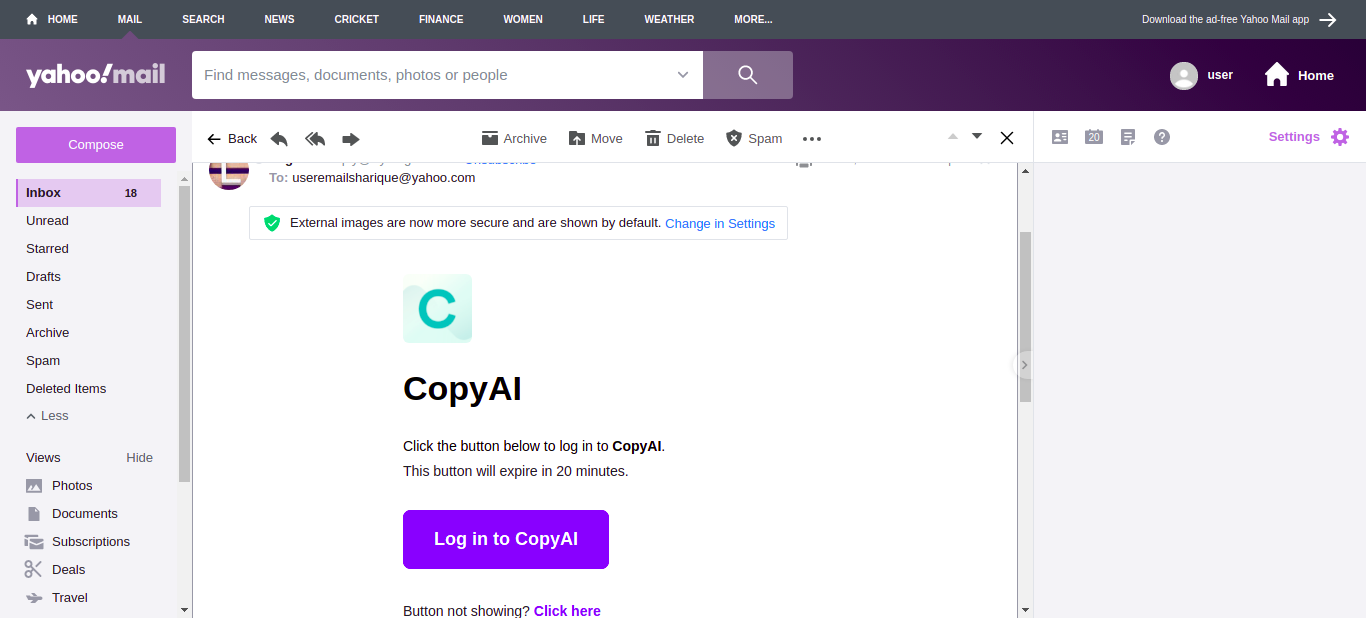 HOME MAIL SEARCH NEWS CRICKET FINANCE WOMEN LIFE WEATHER MORE... Download the ad-free Yahoo Mail app
yahoo!mail Find messages, documents, photos or people user Home
Compose
Back Archive Move Delete Spam 20 Settings
To: useremailsharique@yahoo.com
Inbox 18
Unread
Starred
Drafts
Sent
Archive
Spam
Deleted Items
Less
Views Hide
Photos
Documents
Subscriptions
Deals
Travel
External images are now more secure and are shown by default. Change in Settings
C
CopyAI
Click the button below to log in to CopyAI.
This button will expire in 20 minutes.
Log in to CopyAI
Button not showing? Click here